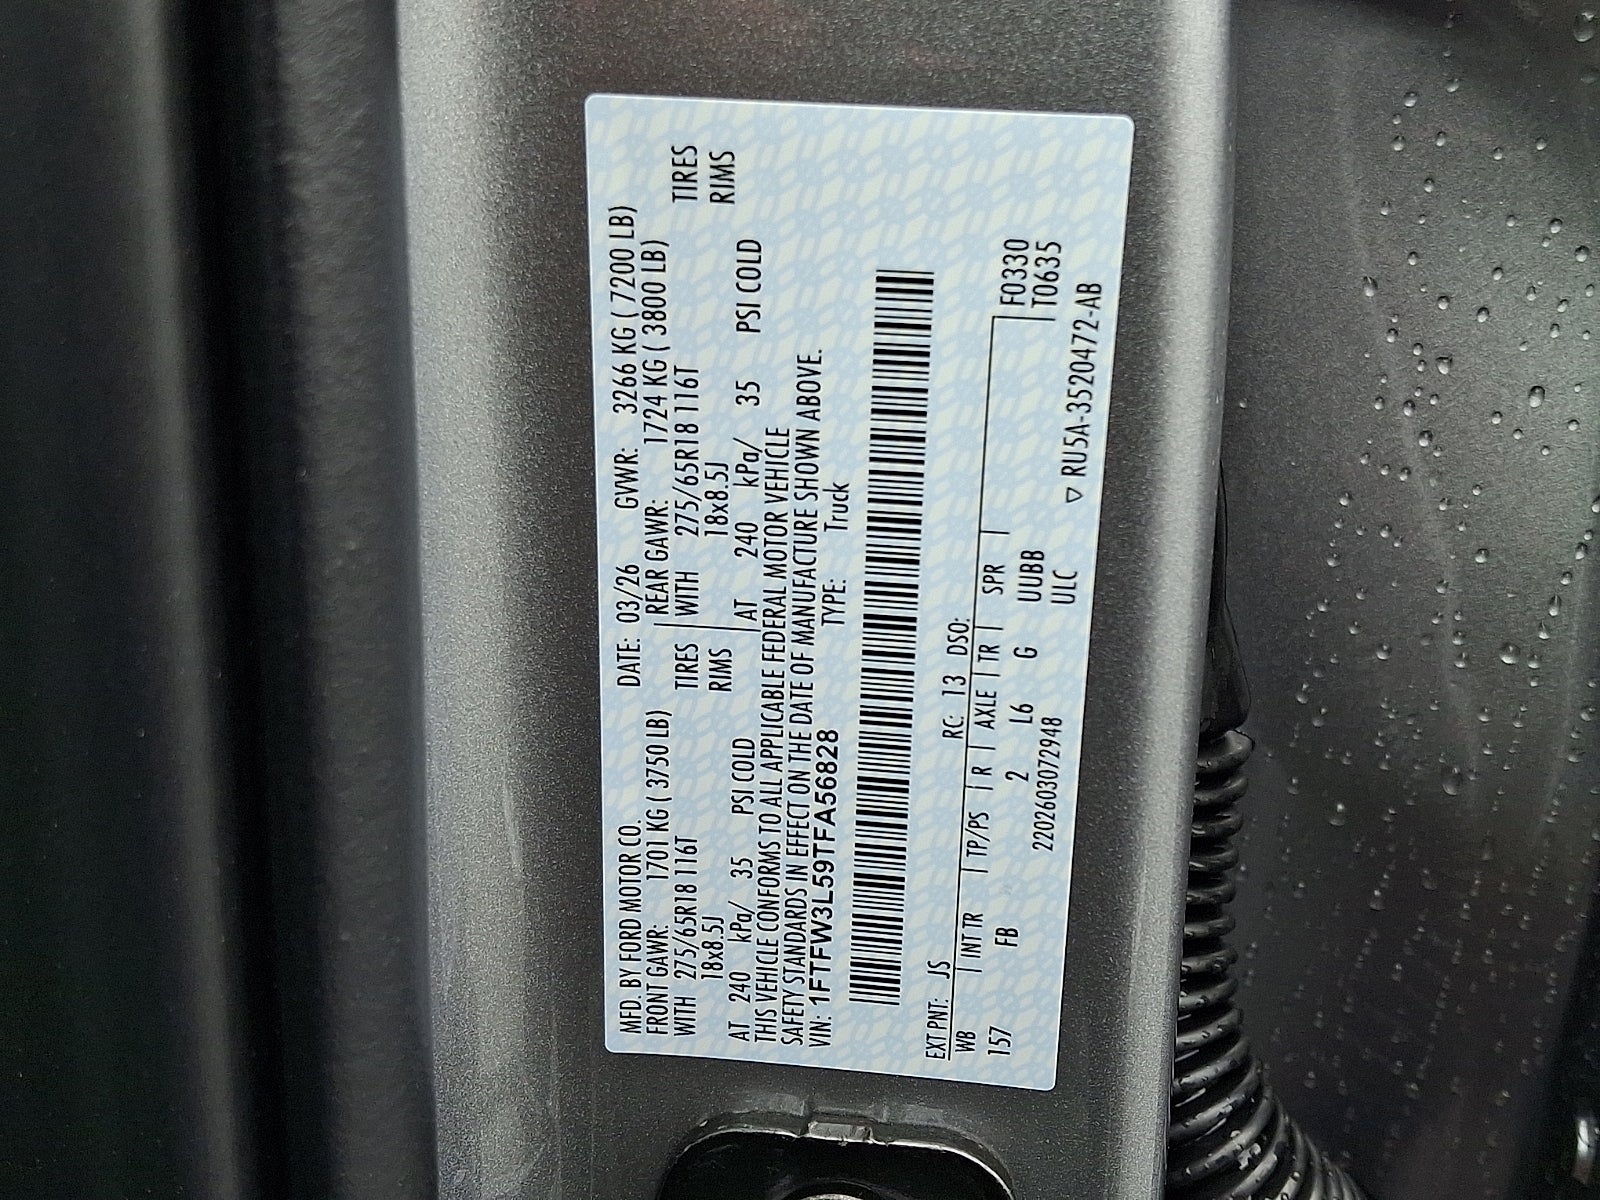 MFD. BY FORD MOTOR CO. DATE: 03/26 GVWR: 3266 KG ( 7200 LB)
FRONT GAWR: 1701 KG ( 3750 LB) REAR GAWR: 1724 KG ( 3800 LB)
WITH 275/65R18 116T TIRES WITH 275/65R18 116T TIRES
18x8.5J RIMS 18x8.5J RIMS
AT 240 kPa/ 35 PSI COLD AT 240 kPa/ 35 PSI COLD
THIS VEHICLE CONFORMS TO ALL APPLICABLE FEDERAL MOTOR VEHICLE
SAFETY STANDARDS IN EFFECT ON THE DATE OF MANUFACTURE SHOWN ABOVE.
VIN: 1FTFW3L59TFA56828 TYPE: Truck
EXT PNT: JS RC: 13 DSO:
WB INT TR TP/PS R AXLE TR SPR F0330
157 FB 2 L6 G UUBB T0635
2202603072948 ULC
▽ RU5A-3520472-AB